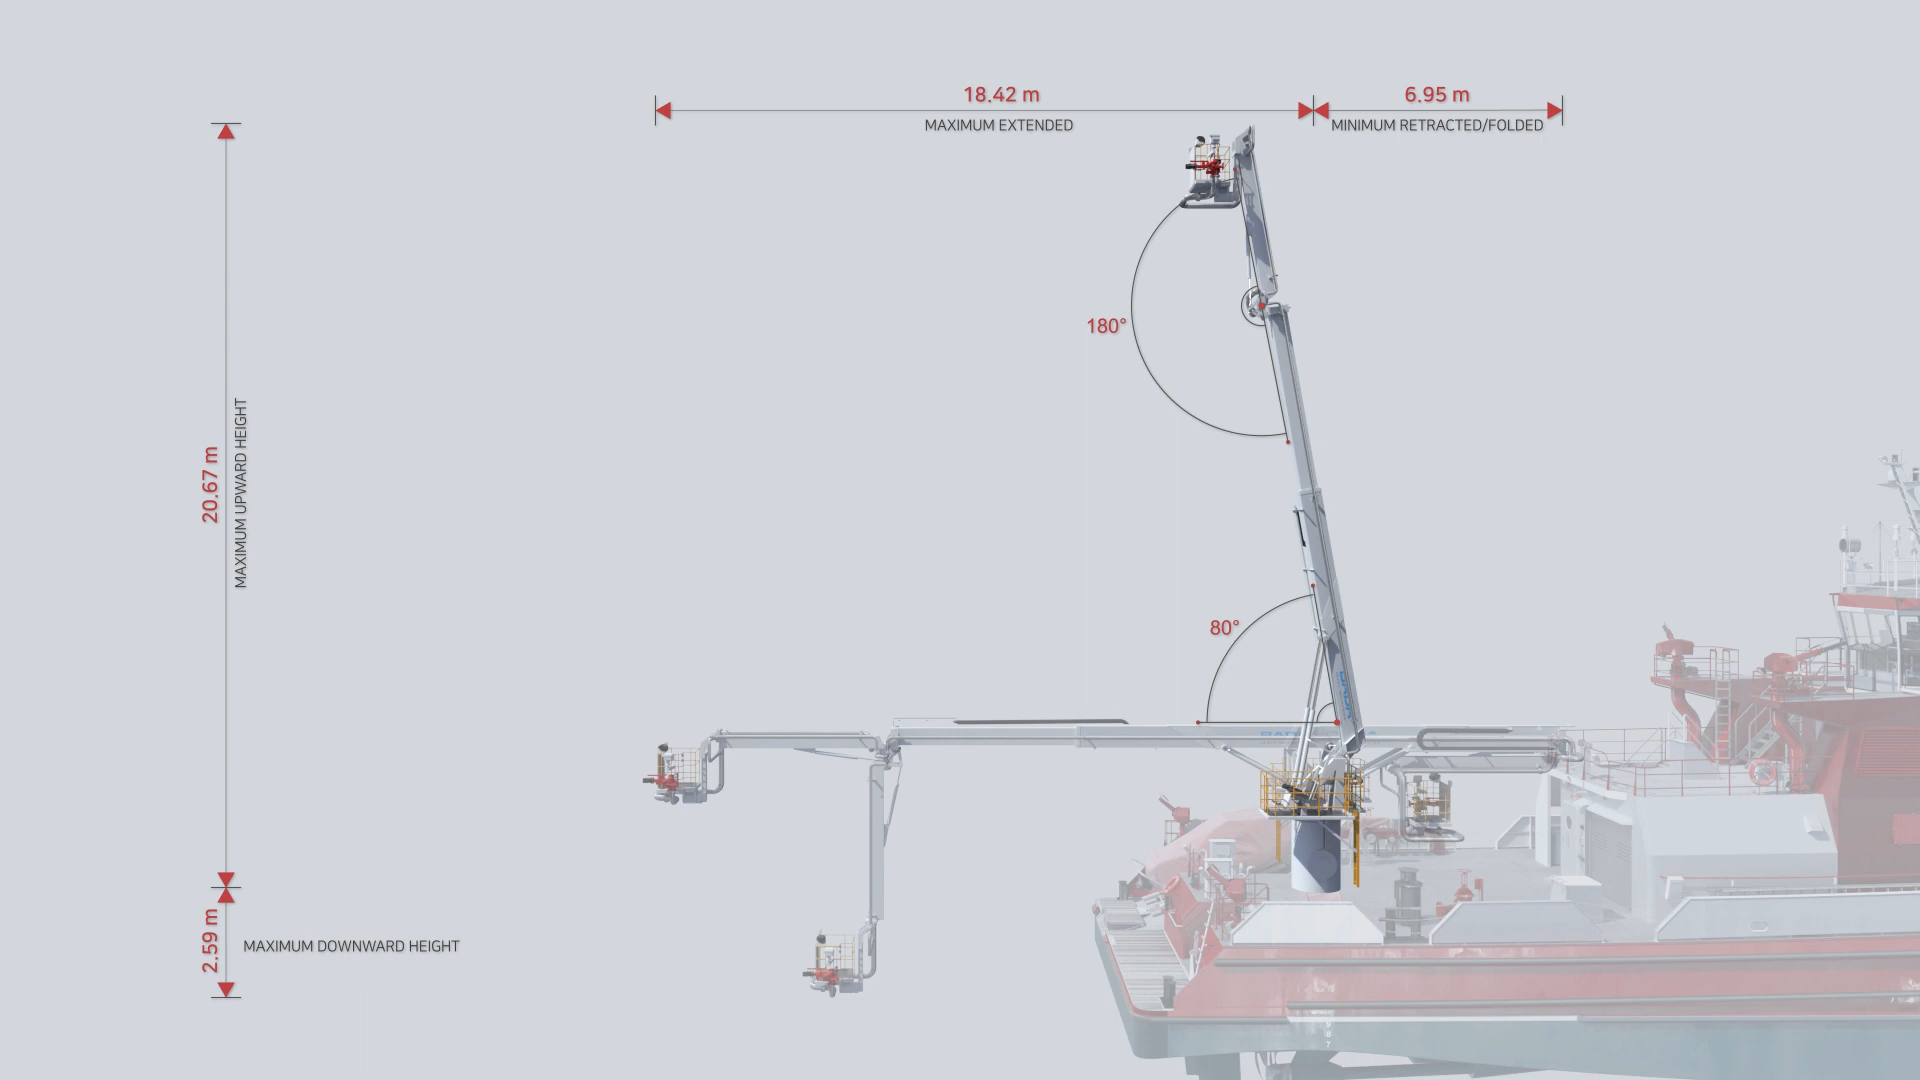 18.42 m
MAXIMUM EXTENDED
6.95 m
MINIMUM RETRACTED/FOLDED
180°
20.67 m
MAXIMUM UPWARD HEIGHT
80°
2.59 m
MAXIMUM DOWNWARD HEIGHT